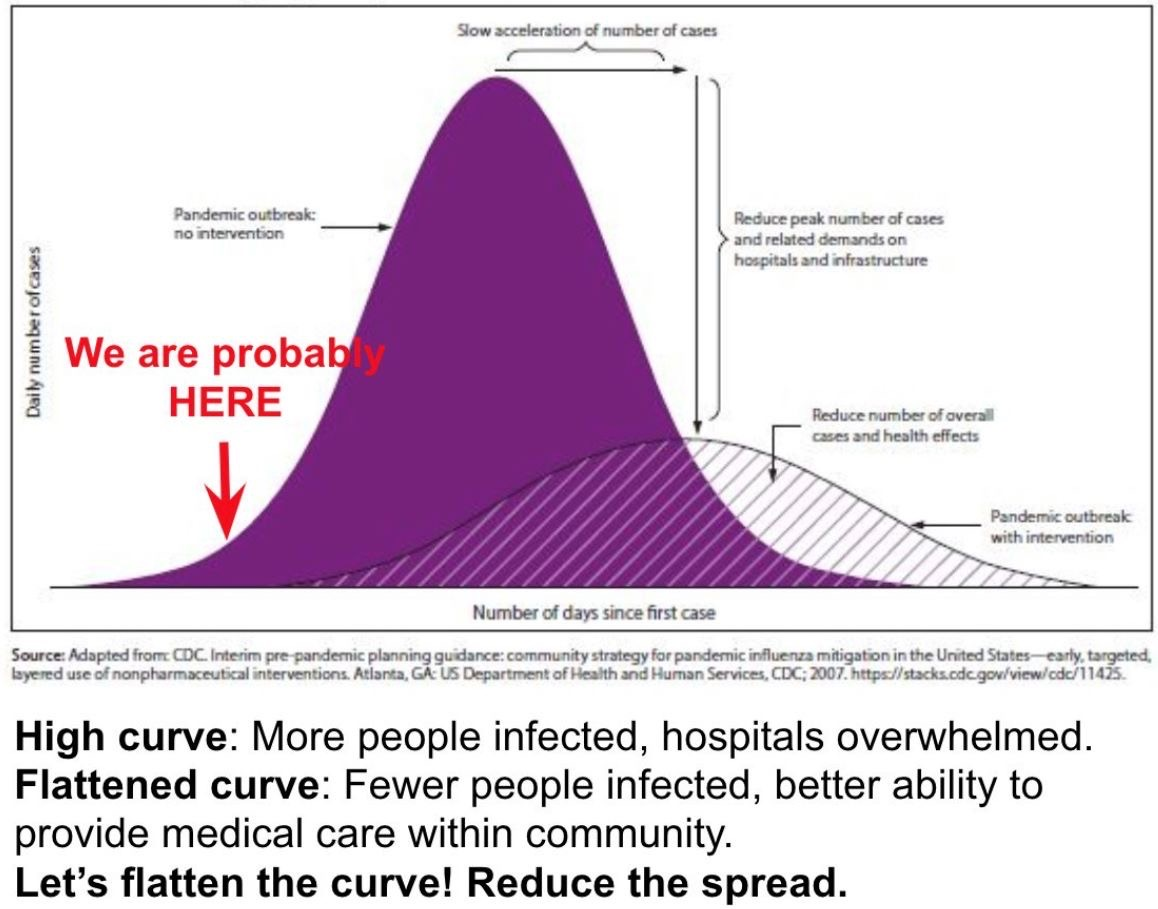 Slow acceleration of number of cases
Pandemic outbreak:
no intervention
Reduce peak number of cases
and related demands on
hospitals and infrastructure
Daily number of cases
We are probably
HERE
Reduce number of overall
cases and health effects
Pandemic outbreak:
with intervention
Number of days since first case
Source: Adapted from: CDC. Interim pre-pandemic planning guidance: community strategy for pandemic influenza mitigation in the United States—early, targeted,
layered use of nonpharmaceutical interventions. Atlanta, GA: US Department of Health and Human Services, CDC; 2007. https://stacks.cdc.gov/view/cdc/11425.
High curve: More people infected, hospitals overwhelmed.
Flattened curve: Fewer people infected, better ability to
provide medical care within community.
Let’s flatten the curve! Reduce the spread.